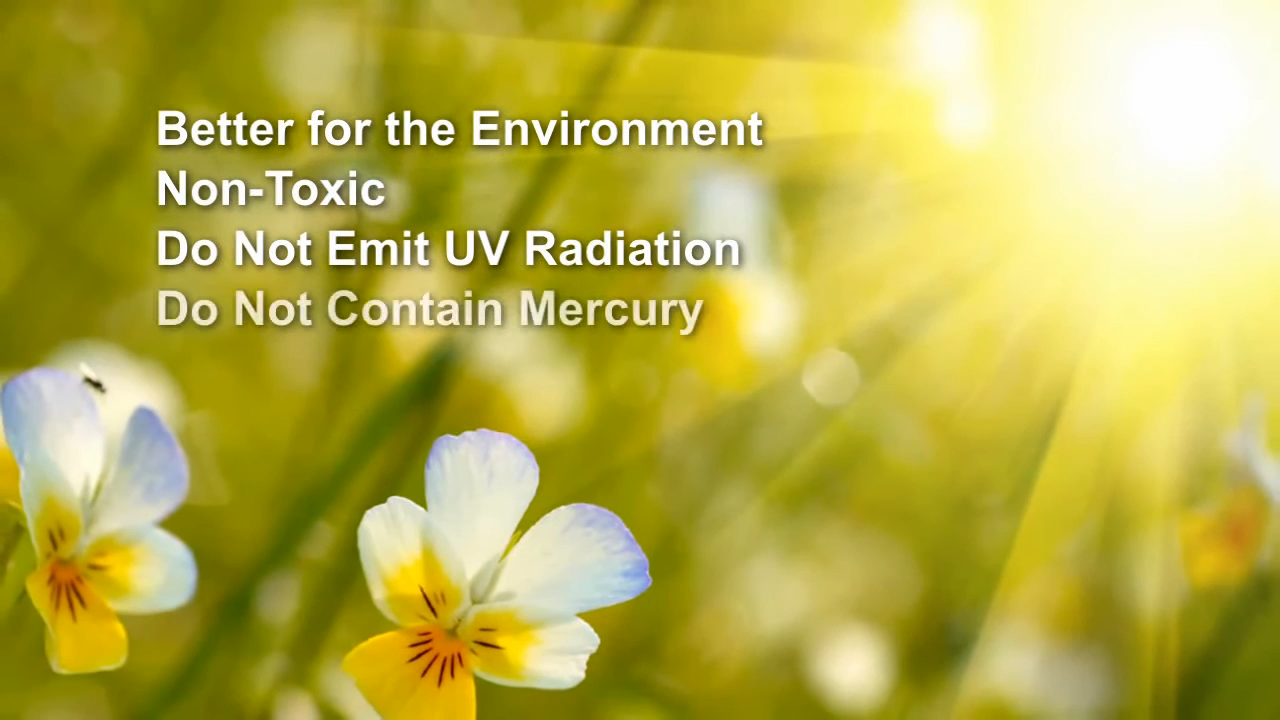 Better for the Environment
Non-Toxic
Do Not Emit UV Radiation
Do Not Contain Mercury